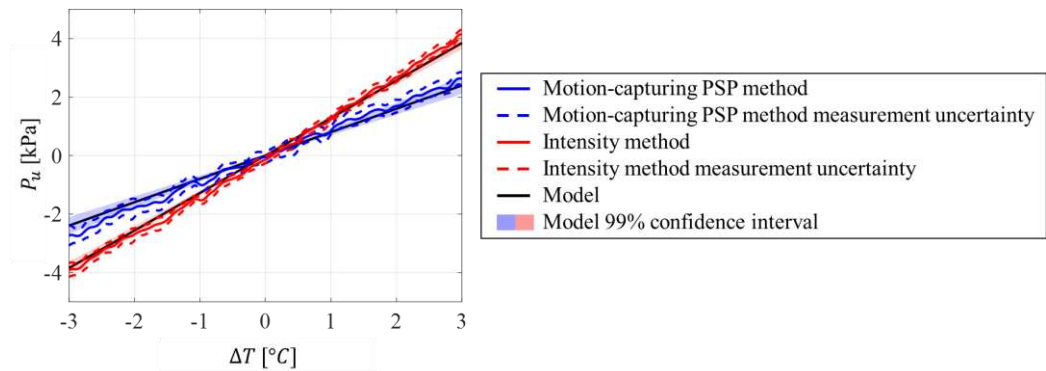 4
2
0
-2
-4
P_u [kPa]
-3 -2 -1 0 1 2 3
ΔT [°C]
Motion-capturing PSP method
Motion-capturing PSP method measurement uncertainty
Intensity method
Intensity method measurement uncertainty
Model
Model 99% confidence interval